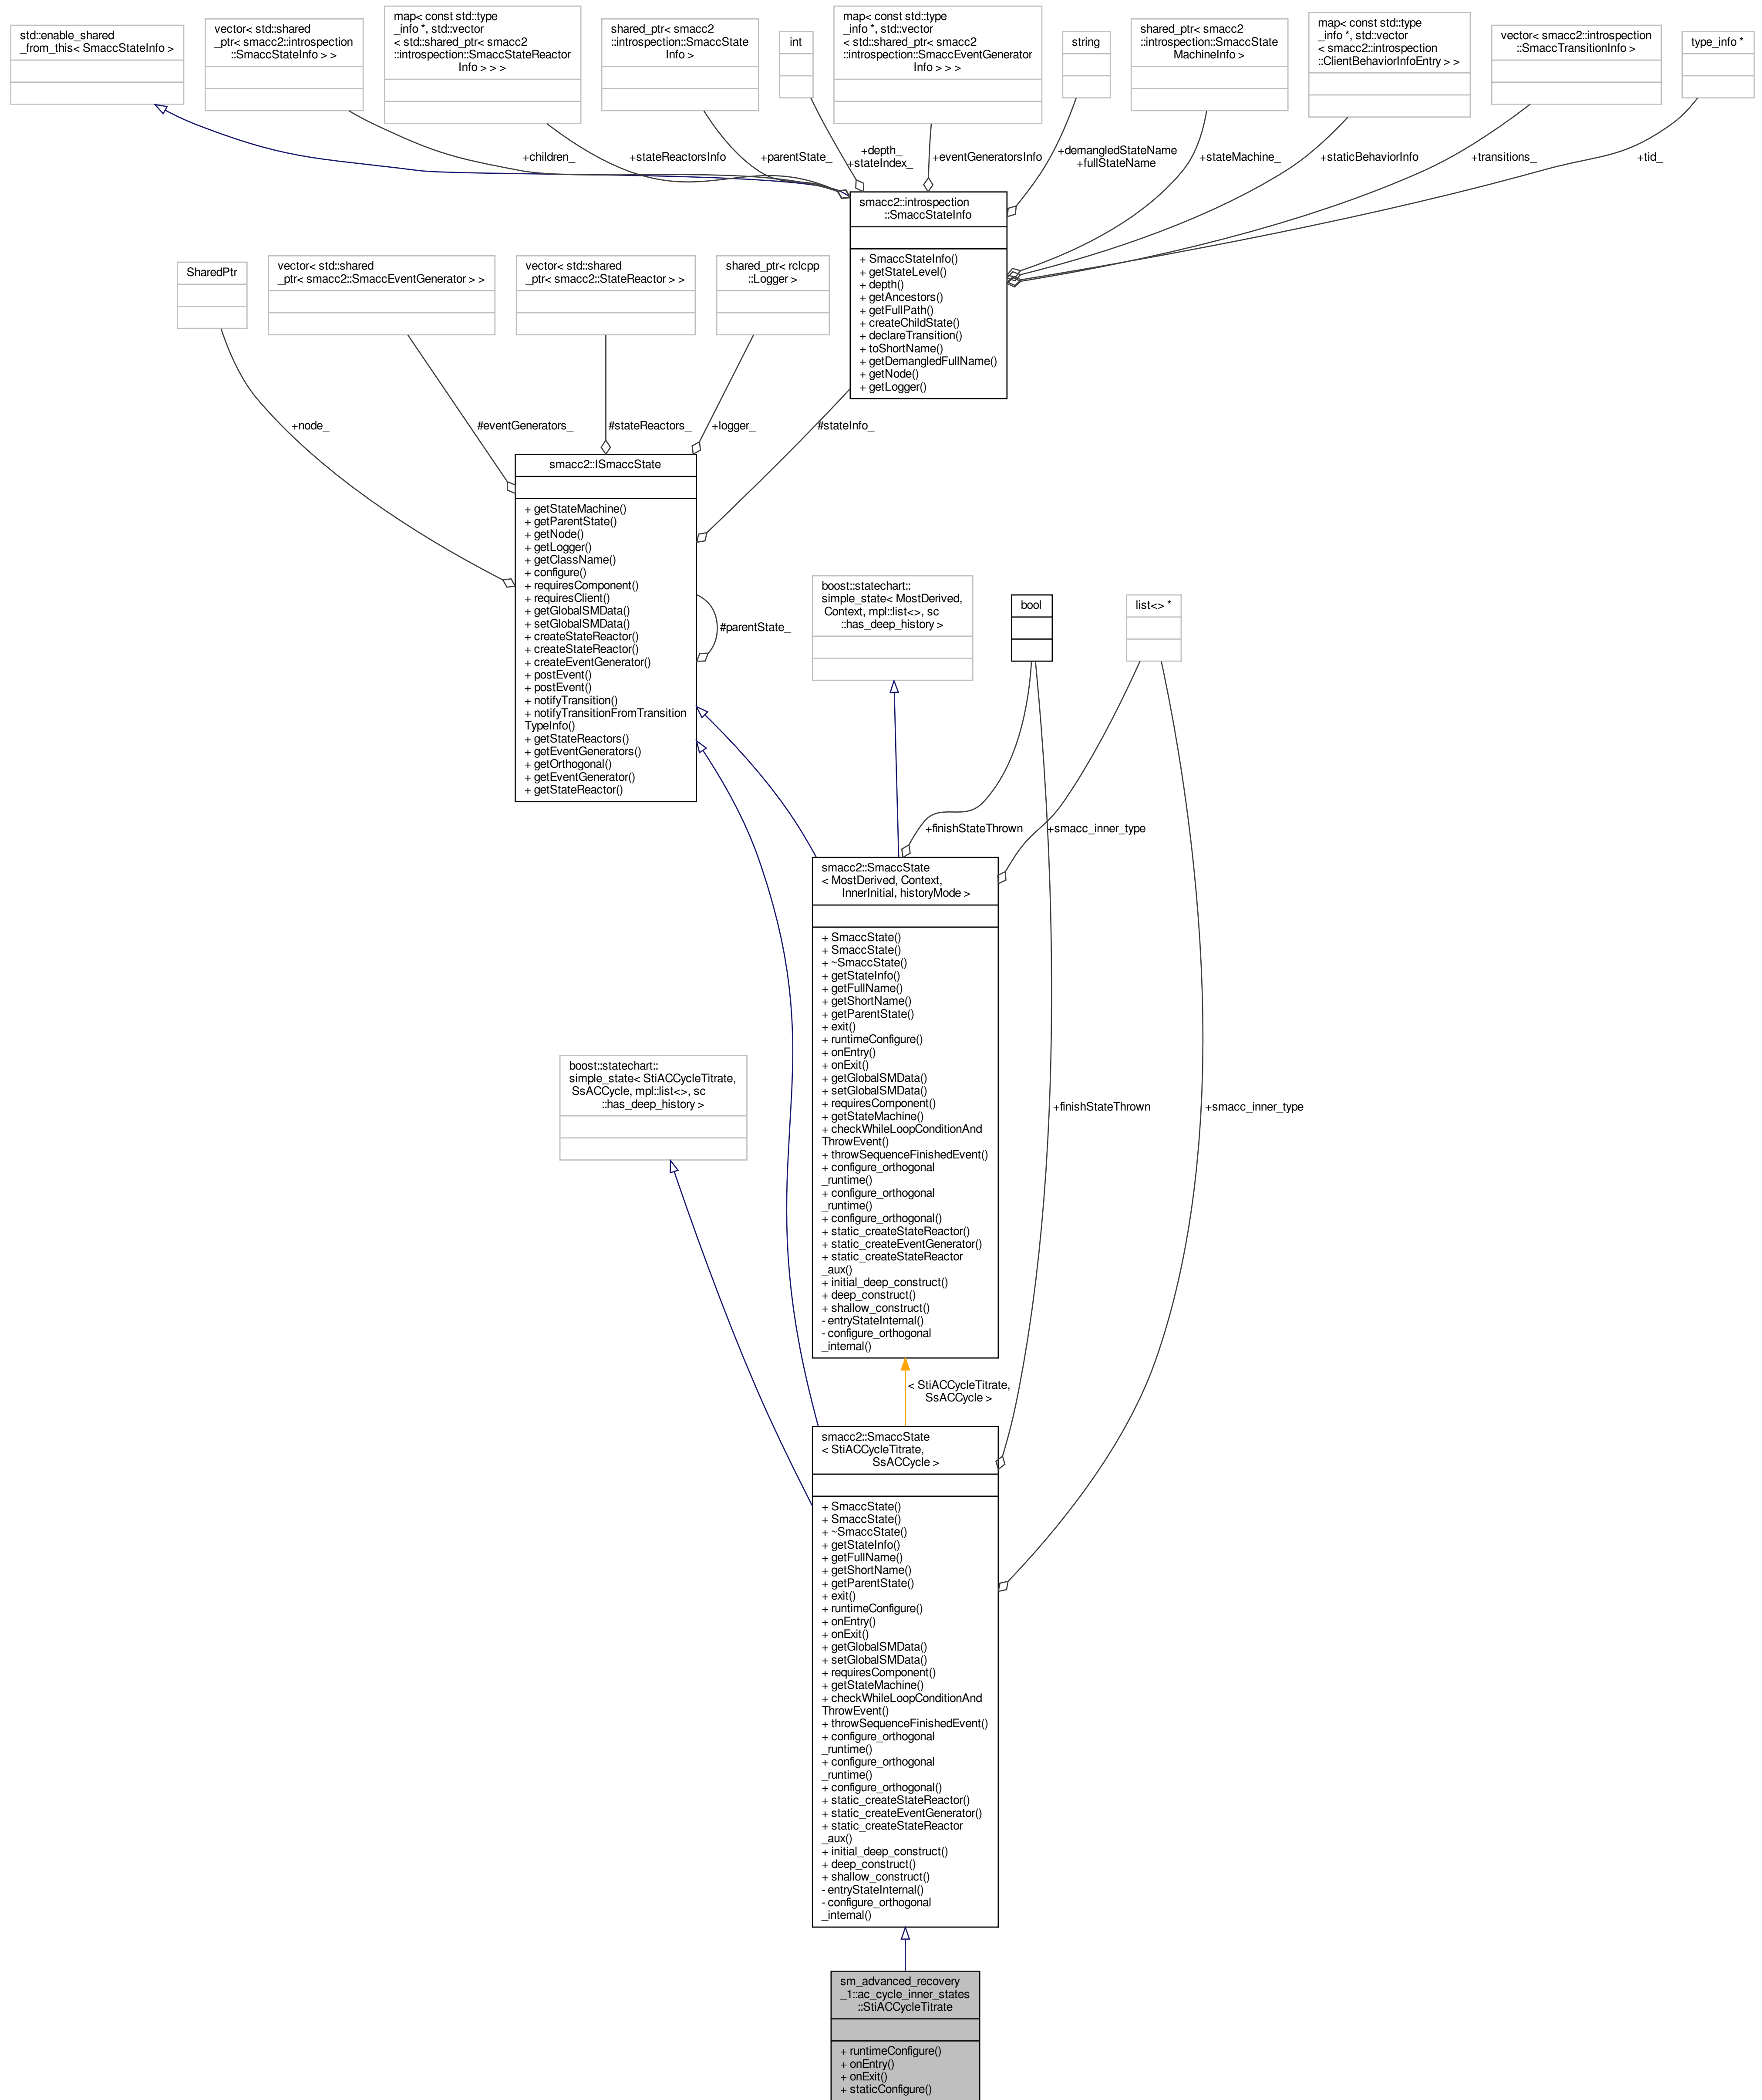 std::enable_shared
_from_this< SmaccStateInfo >
vector< std::shared
_ptr< smacc2::introspection
::SmaccStateInfo > >
map< const std::type
_info *, std::vector
< std::shared_ptr< smacc2
::introspection::SmaccStateReactor
Info > > >
shared_ptr< smacc2
::introspection::SmaccState
Info >
int
map< const std::type
_info *, std::vector
< std::shared_ptr< smacc2
::introspection::SmaccEventGenerator
Info > > >
string
shared_ptr< smacc2
::introspection::SmaccState
MachineInfo >
map< const std::type
_info *, std::vector
< smacc2::introspection
::ClientBehaviorInfoEntry > >
vector< smacc2::introspection
::SmaccTransitionInfo >
type_info *
+children_
+stateReactorsInfo
+parentState_
+depth_
+stateIndex_
+eventGeneratorsInfo
+demangledStateName
+fullStateName
+stateMachine_
+staticBehaviorInfo
+transitions_
+tid_
smacc2::introspection
::SmaccStateInfo
+ SmaccStateInfo()
+ getStateLevel()
+ depth()
+ getAncestors()
+ getFullPath()
+ createChildState()
+ declareTransition()
+ toShortName()
+ getDemangledFullName()
+ getNode()
+ getLogger()
SharedPtr
vector< std::shared
_ptr< smacc2::SmaccEventGenerator > >
vector< std::shared
_ptr< smacc2::StateReactor > >
shared_ptr< rclcpp
::Logger >
+node_
#eventGenerators_
#stateReactors_
+logger_
#stateInfo_
smacc2::ISmaccState
+ getStateMachine()
+ getParentState()
+ getNode()
+ getLogger()
+ getClassName()
+ configure()
+ requiresComponent()
+ requiresClient()
+ getGlobalSMData()
+ setGlobalSMData()
+ createStateReactor()
+ createStateReactor()
+ createEventGenerator()
+ postEvent()
+ postEvent()
+ notifyTransition()
+ notifyTransitionFromTransition
TypeInfo()
+ getStateReactors()
+ getEventGenerators()
+ getOrthogonal()
+ getEventGenerator()
+ getStateReactor()
#parentState_
boost::statechart::
simple_state< MostDerived,
Context, mpl::list<>, sc
::has_deep_history >
bool
list<> *
+finishStateThrown
+smacc_inner_type
smacc2::SmaccState
< MostDerived, Context,
InnerInitial, historyMode >
+ SmaccState()
+ SmaccState()
+ ~SmaccState()
+ getStateInfo()
+ getFullName()
+ getShortName()
+ getParentState()
+ exit()
+ runtimeConfigure()
+ onEntry()
+ onExit()
+ getGlobalSMData()
+ setGlobalSMData()
+ requiresComponent()
+ getStateMachine()
+ checkWhileLoopConditionAnd
ThrowEvent()
+ throwSequenceFinishedEvent()
+ configure_orthogonal
_runtime()
+ configure_orthogonal
_runtime()
+ configure_orthogonal()
+ static_createStateReactor()
+ static_createEventGenerator()
+ static_createStateReactor
_aux()
+ initial_deep_construct()
+ deep_construct()
+ shallow_construct()
- entryStateInternal()
- configure_orthogonal
_internal()
boost::statechart::
simple_state< StiACCycleTitrate,
SsACCycle, mpl::list<>, sc
::has_deep_history >
+finishStateThrown
+smacc_inner_type
< StiACCycleTitrate,
SsACCycle >
smacc2::SmaccState
< StiACCycleTitrate,
SsACCycle >
+ SmaccState()
+ SmaccState()
+ ~SmaccState()
+ getStateInfo()
+ getFullName()
+ getShortName()
+ getParentState()
+ exit()
+ runtimeConfigure()
+ onEntry()
+ onExit()
+ getGlobalSMData()
+ setGlobalSMData()
+ requiresComponent()
+ getStateMachine()
+ checkWhileLoopConditionAnd
ThrowEvent()
+ throwSequenceFinishedEvent()
+ configure_orthogonal
_runtime()
+ configure_orthogonal
_runtime()
+ configure_orthogonal()
+ static_createStateReactor()
+ static_createEventGenerator()
+ static_createStateReactor
_aux()
+ initial_deep_construct()
+ deep_construct()
+ shallow_construct()
- entryStateInternal()
- configure_orthogonal
_internal()
sm_advanced_recovery
_1::ac_cycle_inner_states
::StiACCycleTitrate
+ runtimeConfigure()
+ onEntry()
+ onExit()
+ staticConfigure()